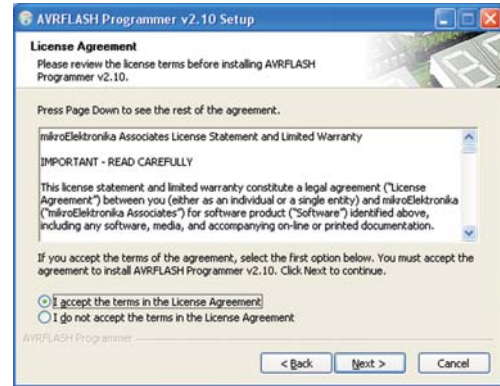 AVRFLASH Programmer v2.10 Setup
License Agreement
Please review the license terms before installing AVRFLASH
Programmer v2.10.
Press Page Down to see the rest of the agreement.
mikroElektronika Associates License Statement and Limited Warranty
IMPORTANT - READ CAREFULLY
This license statement and limited warranty constitute a legal agreement ("License
Agreement") between you (either as an individual or a single entity) and mikroElektronika
("mikroElektronika Associates") for software product ("Software") identified above,
including any software, media, and accompanying on-line or printed documentation.
If you accept the terms of the agreement, select the first option below. You must accept the
agreement to install AVRFLASH Programmer v2.10. Click Next to continue.
I accept the terms in the License Agreement
I do not accept the terms in the License Agreement
AVRFLASH Programmer
< Back Next > Cancel